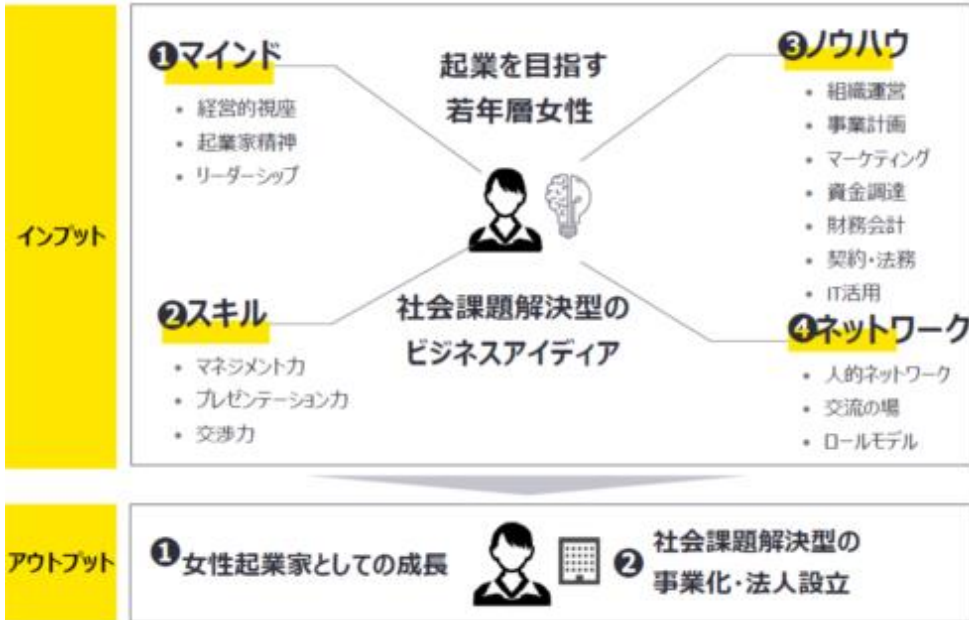 インプット
❶マインド
• 経営的視座
• 起業家精神
• リーダーシップ
起業を目指す
若年層女性
❸ノウハウ
• 組織運営
• 事業計画
• マーケティング
• 資金調達
• 財務会計
• 契約・法務
• IT活用
❷スキル
• マネジメント力
• プレゼンテーション力
• 交渉力
社会課題解決型の
ビジネスアイディア
❹ネットワーク
• 人的ネットワーク
• 交流の場
• ロールモデル
アウトプット
❶女性起業家としての成長
❷社会課題解決型の
事業化・法人設立